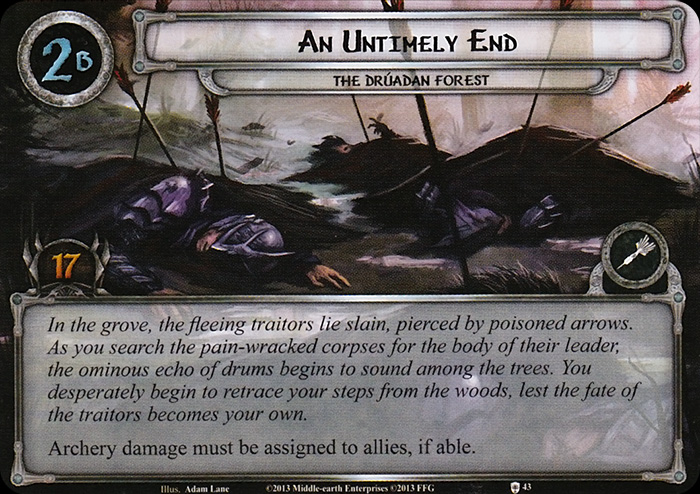 2B
AN UNTIMELY END
THE DRÚADAN FOREST
17
In the grove, the fleeing traitors lie slain, pierced by poisoned arrows.
As you search the pain-wracked corpses for the body of their leader,
the ominous echo of drums begins to sound among the trees. You
desperately begin to retrace your steps from the woods, lest the fate of
the traitors becomes your own.
Archery damage must be assigned to allies, if able.
Illus. Adam Lane ©2013 Middle-earth Enterprises ©2013 FFG 43